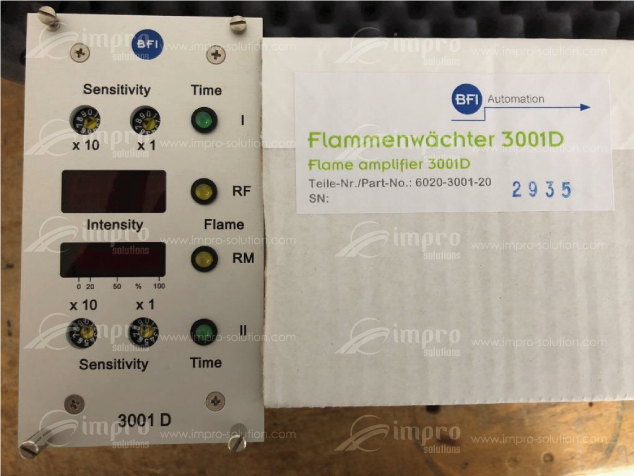 BFI
Sensitivity Time
I
x 10 x 1
RF
Intensity Flame
RM
0 20 50 % 100
x 10 x 1
II
Sensitivity Time
3001 D
BFI Automation
Flammenwächter 3001D
Flame amplifier 3001D
Teile-Nr./Part-No.: 6020-3001-20
SN: 2935
impro solutions
www.impro-solution.com